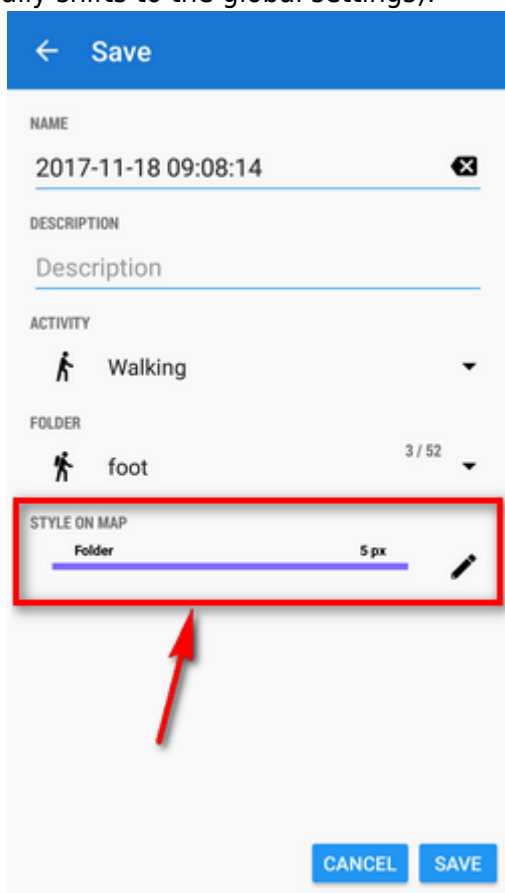 ally shifts to the global settings).
Save
NAME
2017-11-18 09:08:14
DESCRIPTION
Description
ACTIVITY
Walking
FOLDER
foot
3 / 52
STYLE ON MAP
Folder 5 px
CANCEL SAVE